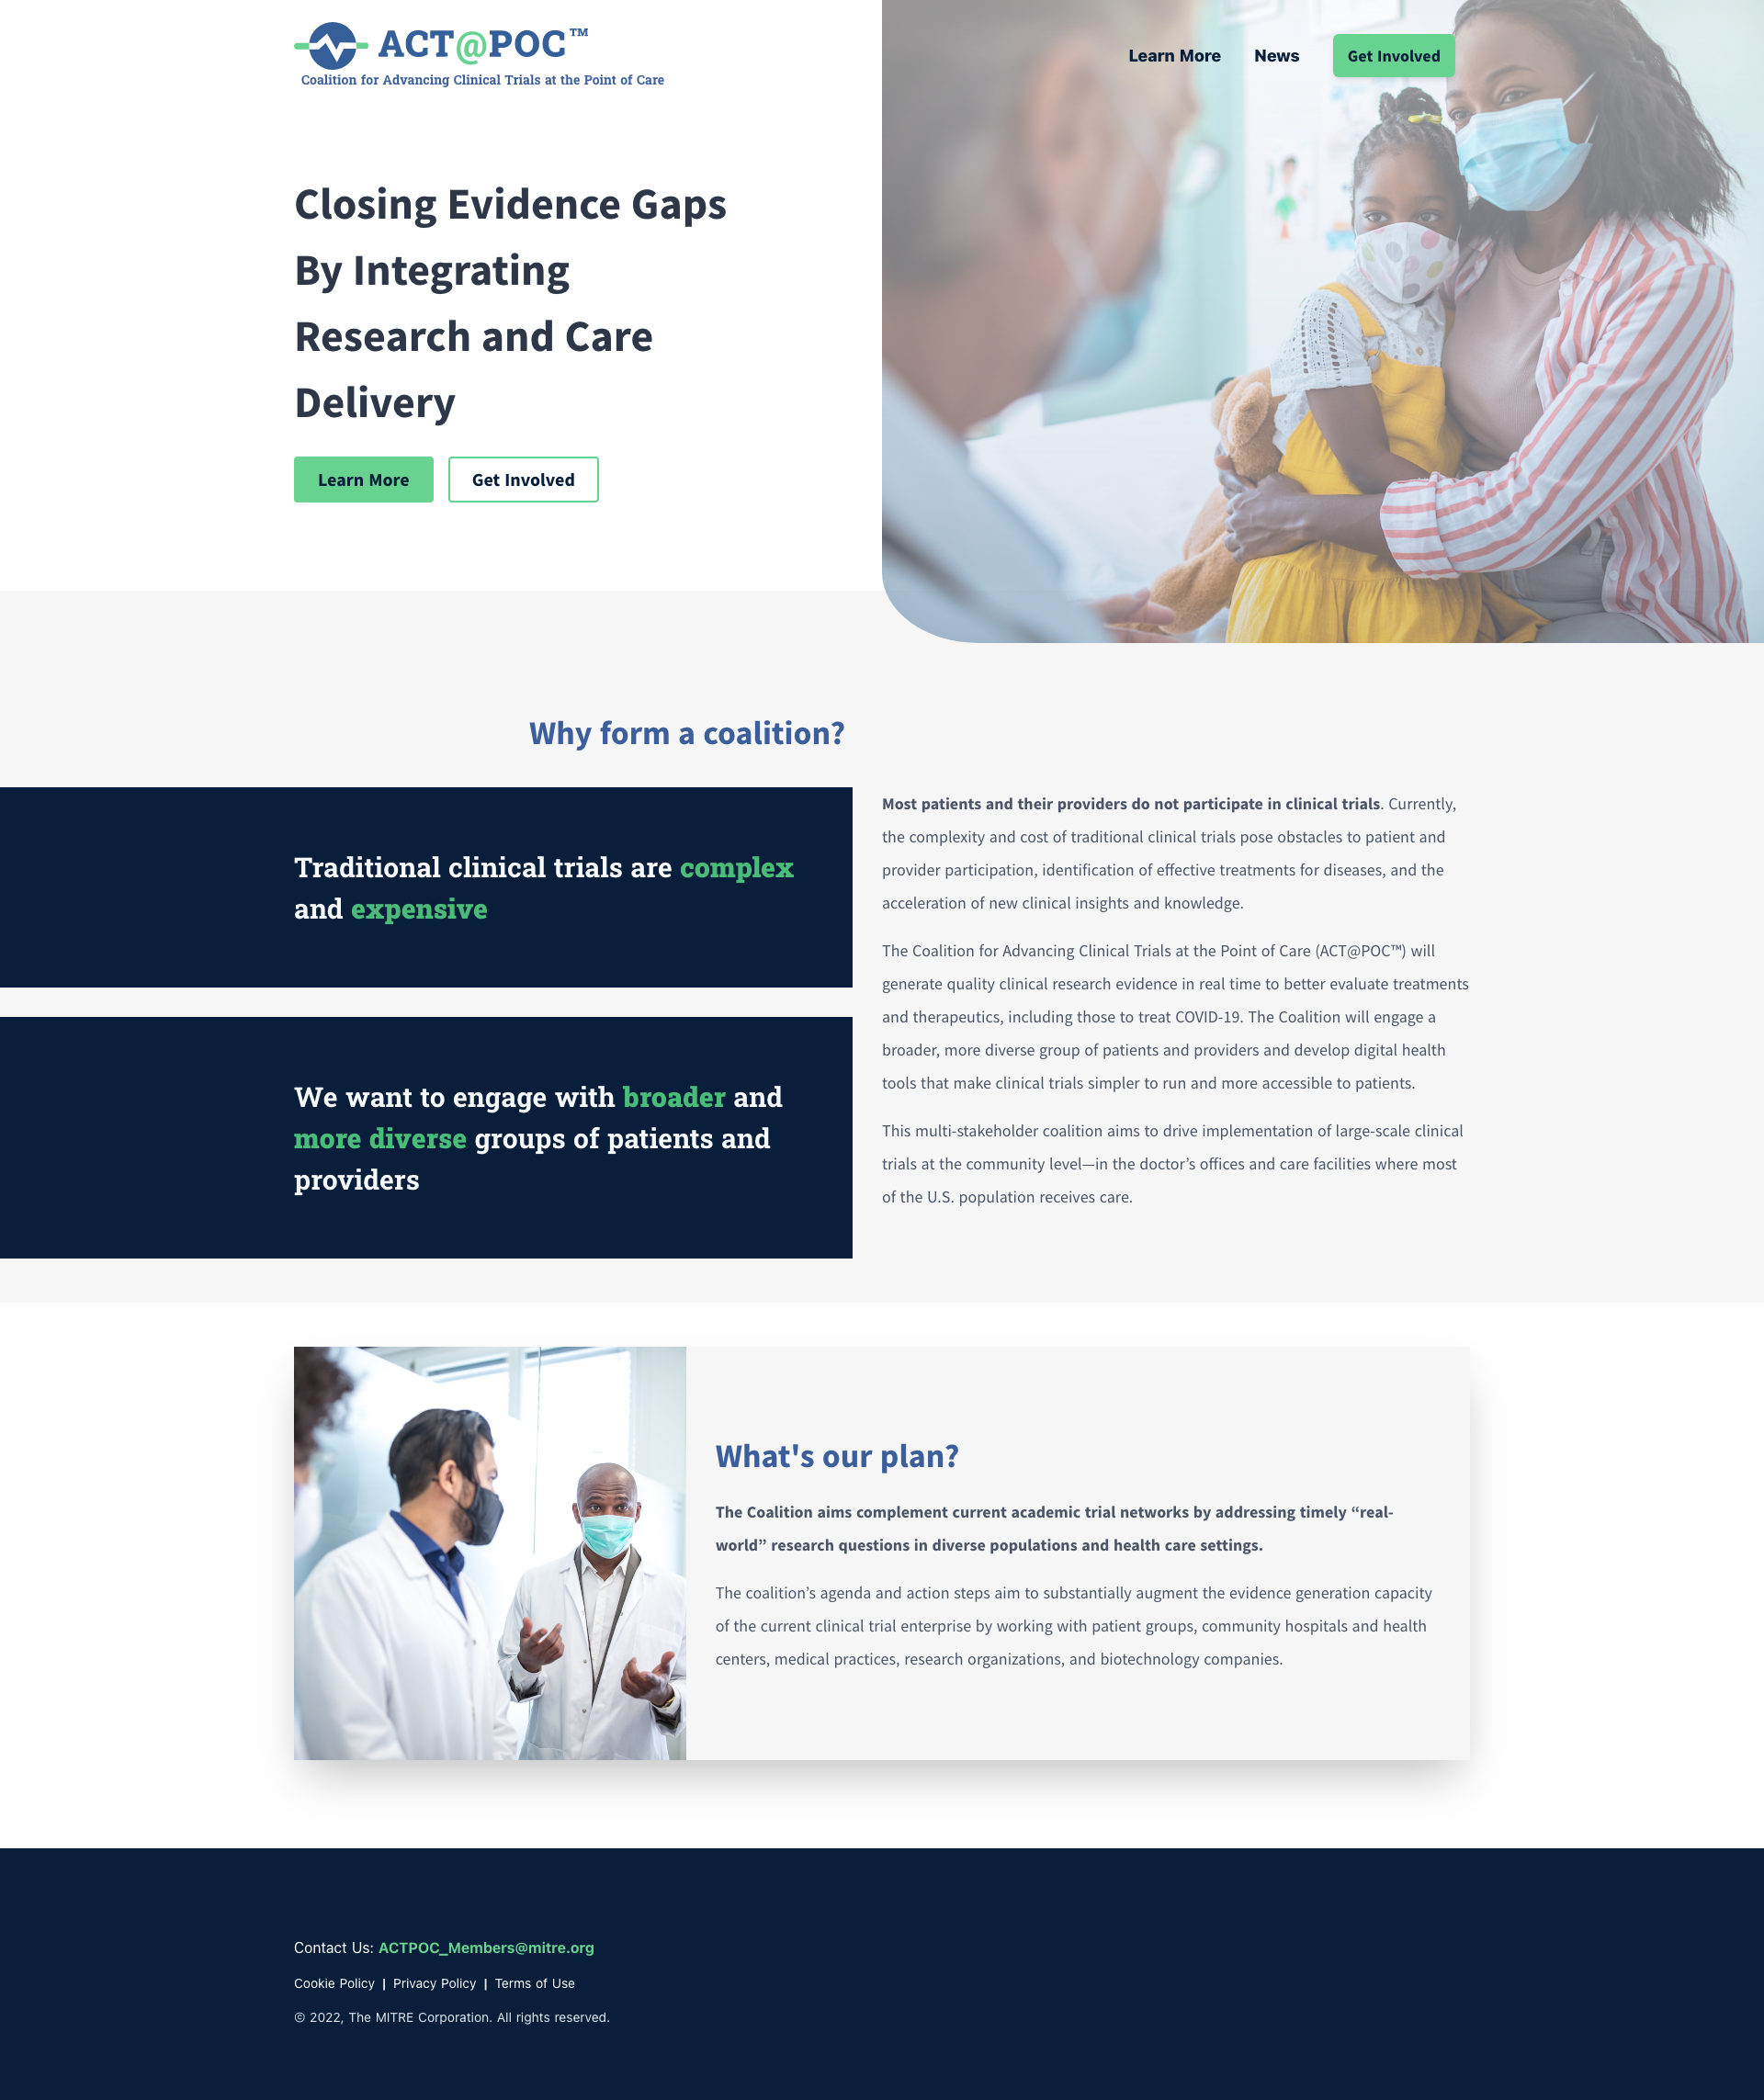 ACT@POC™
Coalition for Advancing Clinical Trials at the Point of Care
Learn More
News
Get Involved
Closing Evidence Gaps
By Integrating
Research and Care
Delivery
Learn More
Get Involved
Why form a coalition?
Traditional clinical trials are complex
and expensive
We want to engage with broader and
more diverse groups of patients and
providers
Most patients and their providers do not participate in clinical trials. Currently,
the complexity and cost of traditional clinical trials pose obstacles to patient and
provider participation, identification of effective treatments for diseases, and the
acceleration of new clinical insights and knowledge.
The Coalition for Advancing Clinical Trials at the Point of Care (ACT@POC™) will
generate quality clinical research evidence in real time to better evaluate treatments
and therapeutics, including those to treat COVID-19. The Coalition will engage a
broader, more diverse group of patients and providers and develop digital health
tools that make clinical trials simpler to run and more accessible to patients.
This multi-stakeholder coalition aims to drive implementation of large-scale clinical
trials at the community level—in the doctor’s offices and care facilities where most
of the U.S. population receives care.
What's our plan?
The Coalition aims complement current academic trial networks by addressing timely “real-
world” research questions in diverse populations and health care settings.
The coalition’s agenda and action steps aim to substantially augment the evidence generation capacity
of the current clinical trial enterprise by working with patient groups, community hospitals and health
centers, medical practices, research organizations, and biotechnology companies.
Contact Us: ACTPOC_Members@mitre.org
Cookie Policy | Privacy Policy | Terms of Use
© 2022, The MITRE Corporation. All rights reserved.